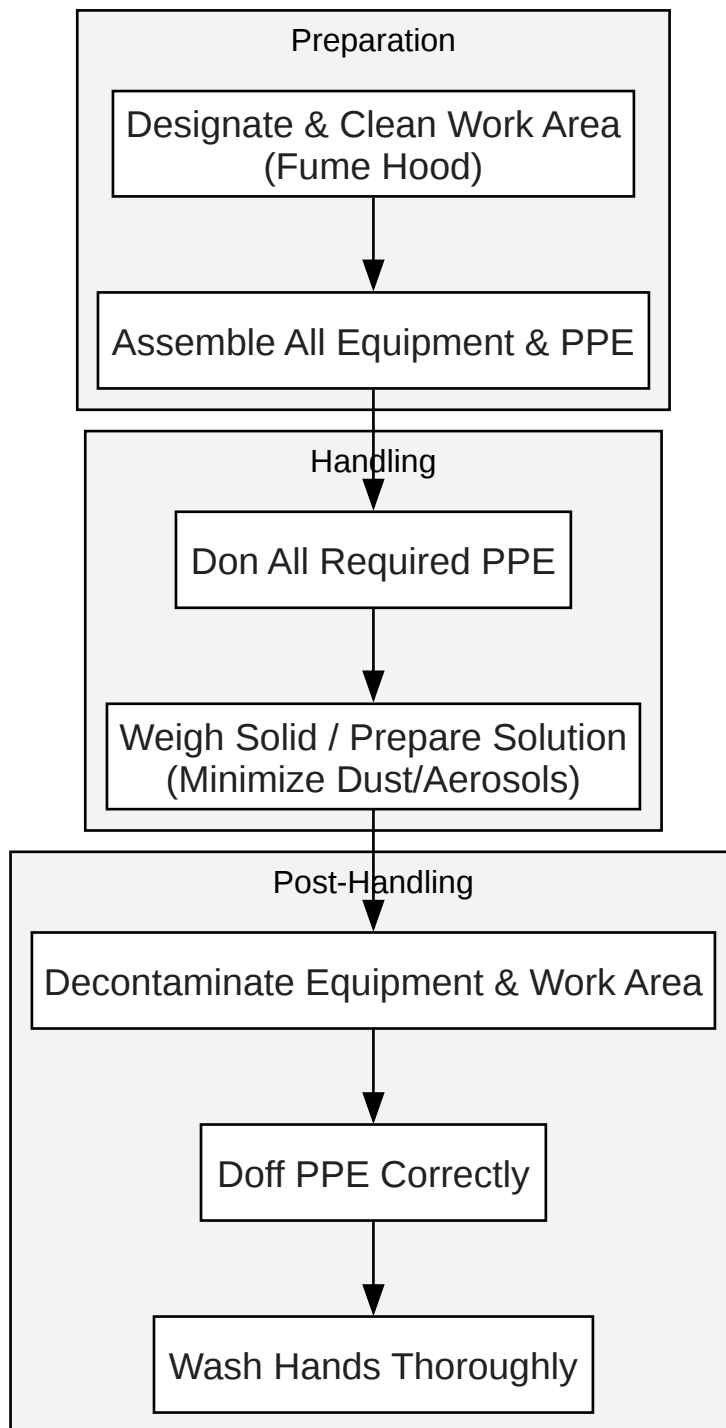 Preparation
Designate & Clean Work Area
(Fume Hood)
Assemble All Equipment & PPE
Handling
Don All Required PPE
Weigh Solid / Prepare Solution
(Minimize Dust/Aerosols)
Post-Handling
Decontaminate Equipment & Work Area
Doff PPE Correctly
Wash Hands Thoroughly